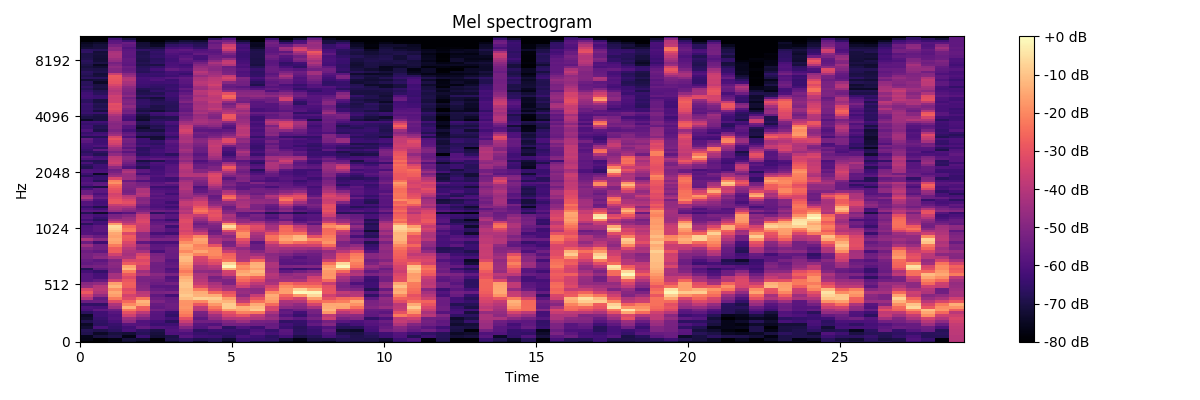 Mel spectrogram
Hz
8192
4096
2048
1024
512
0
0 5 10 15 20 25
Time
+0 dB
-10 dB
-20 dB
-30 dB
-40 dB
-50 dB
-60 dB
-70 dB
-80 dB